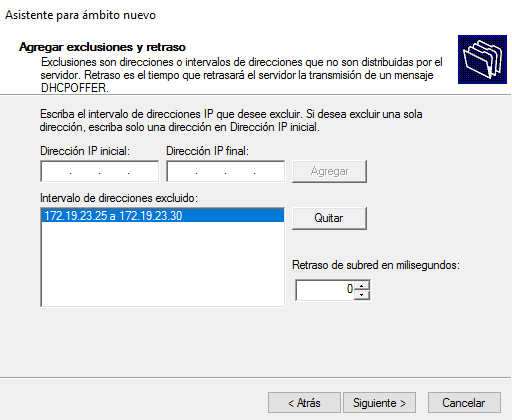 Asistente para ámbito nuevo
Agregar exclusiones y retraso
Exclusiones son direcciones o intervalos de direcciones que no son distribuidas por el
servidor. Retraso es el tiempo que retrasará el servidor la transmisión de un mensaje
DHCPOFFER.
Escriba el intervalo de direcciones IP que desee excluir. Si desea excluir una sola
dirección, escriba solo una dirección en Dirección IP inicial.
Dirección IP inicial: Dirección IP final:
. . . . . . Agregar
Intervalo de direcciones excluido:
172.19.23.25 a 172.19.23.30 Quitar
Retraso de subred en milisegundos:
0
< Atrás Siguiente > Cancelar